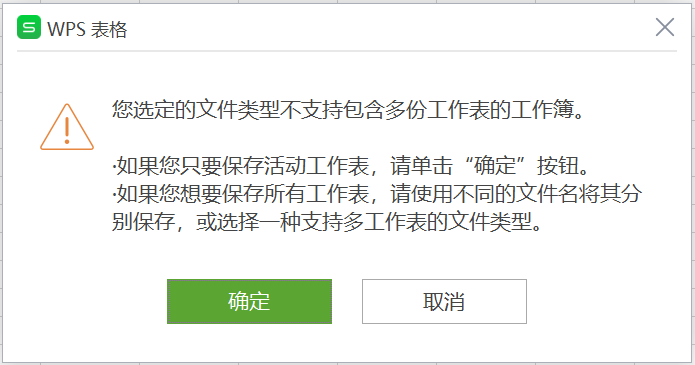 WPS 表格
您选定的文件类型不支持包含多份工作表的工作簿。
·如果您只要保存活动工作表，请单击“确定”按钮。
·如果您想要保存所有工作表，请使用不同的文件名将其分
别保存，或选择一种支持多工作表的文件类型。
确定
取消